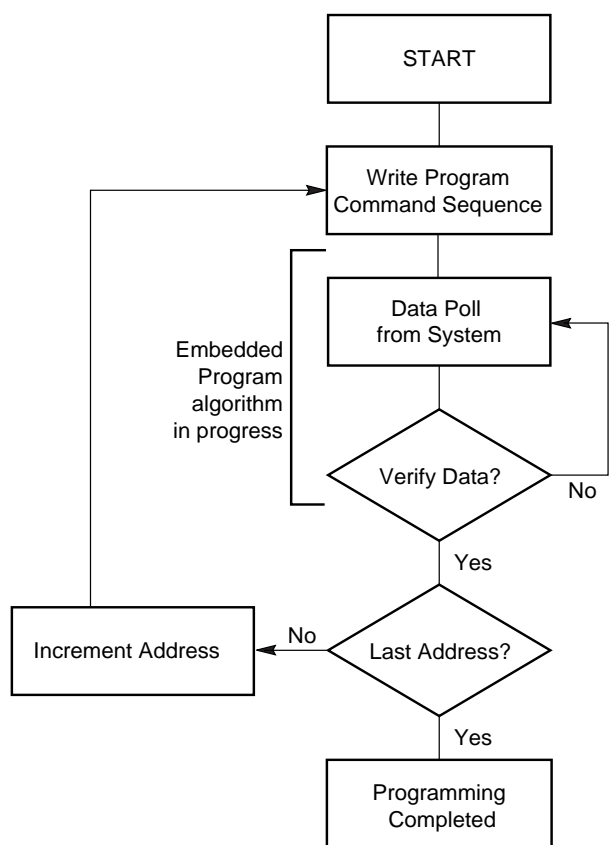 START
Write Program
Command Sequence
Data Poll
from System
Embedded
Program
algorithm
in progress
Verify Data?
No
Yes
Increment Address
No
Last Address?
Yes
Programming
Completed